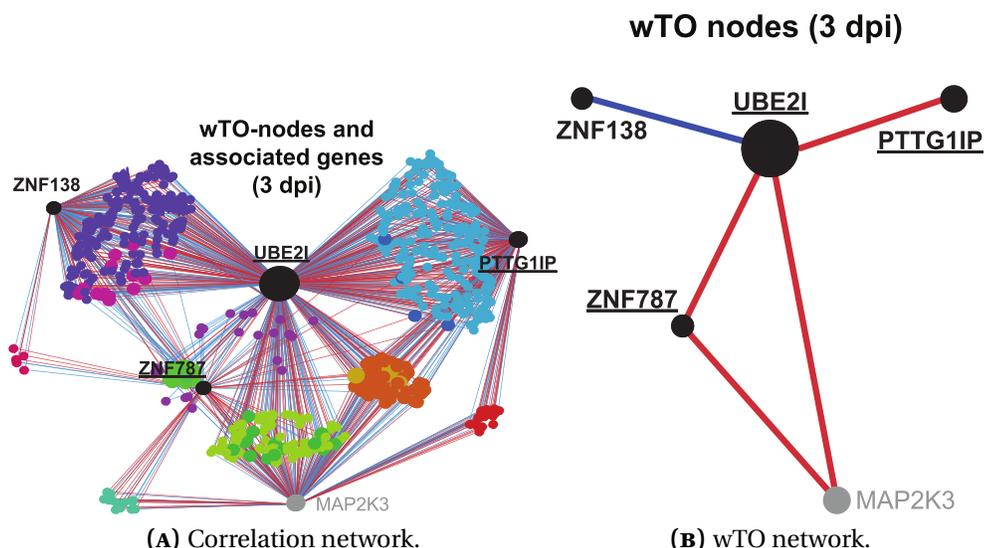 wTO-nodes and
associated genes
(3 dpi)
ZNF138
UBE2I
PTTG1IP
ZNF787
MAP2K3
(A) Correlation network.
wTO nodes (3 dpi)
UBE2I
ZNF138
PTTG1IP
ZNF787
MAP2K3
(B) wTO network.